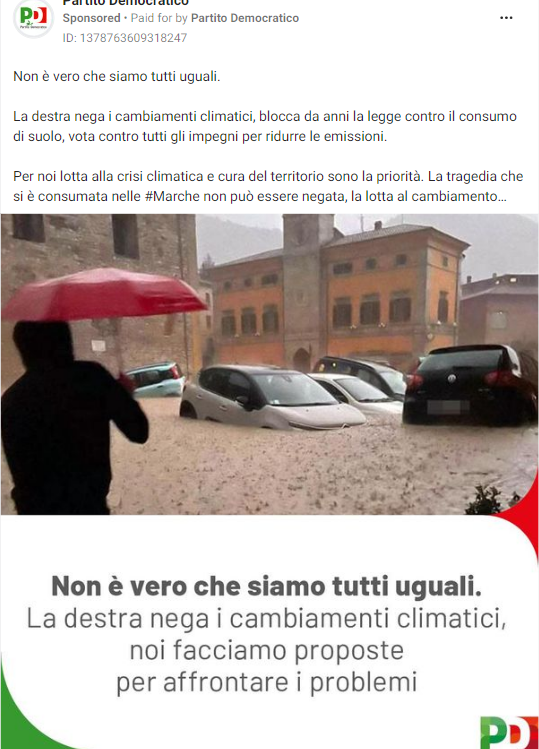 Partito Democratico
Sponsored • Paid for by Partito Democratico
ID: 1378763609318247
Non è vero che siamo tutti uguali.
La destra nega i cambiamenti climatici, blocca da anni la legge contro il consumo
di suolo, vota contro tutti gli impegni per ridurre le emissioni.
Per noi lotta alla crisi climatica e cura del territorio sono la priorità. La tragedia che
si è consumata nelle #Marche non può essere negata, la lotta al cambiamento...
Non è vero che siamo tutti uguali.
La destra nega i cambiamenti climatici,
noi facciamo proposte
per affrontare i problemi
PD